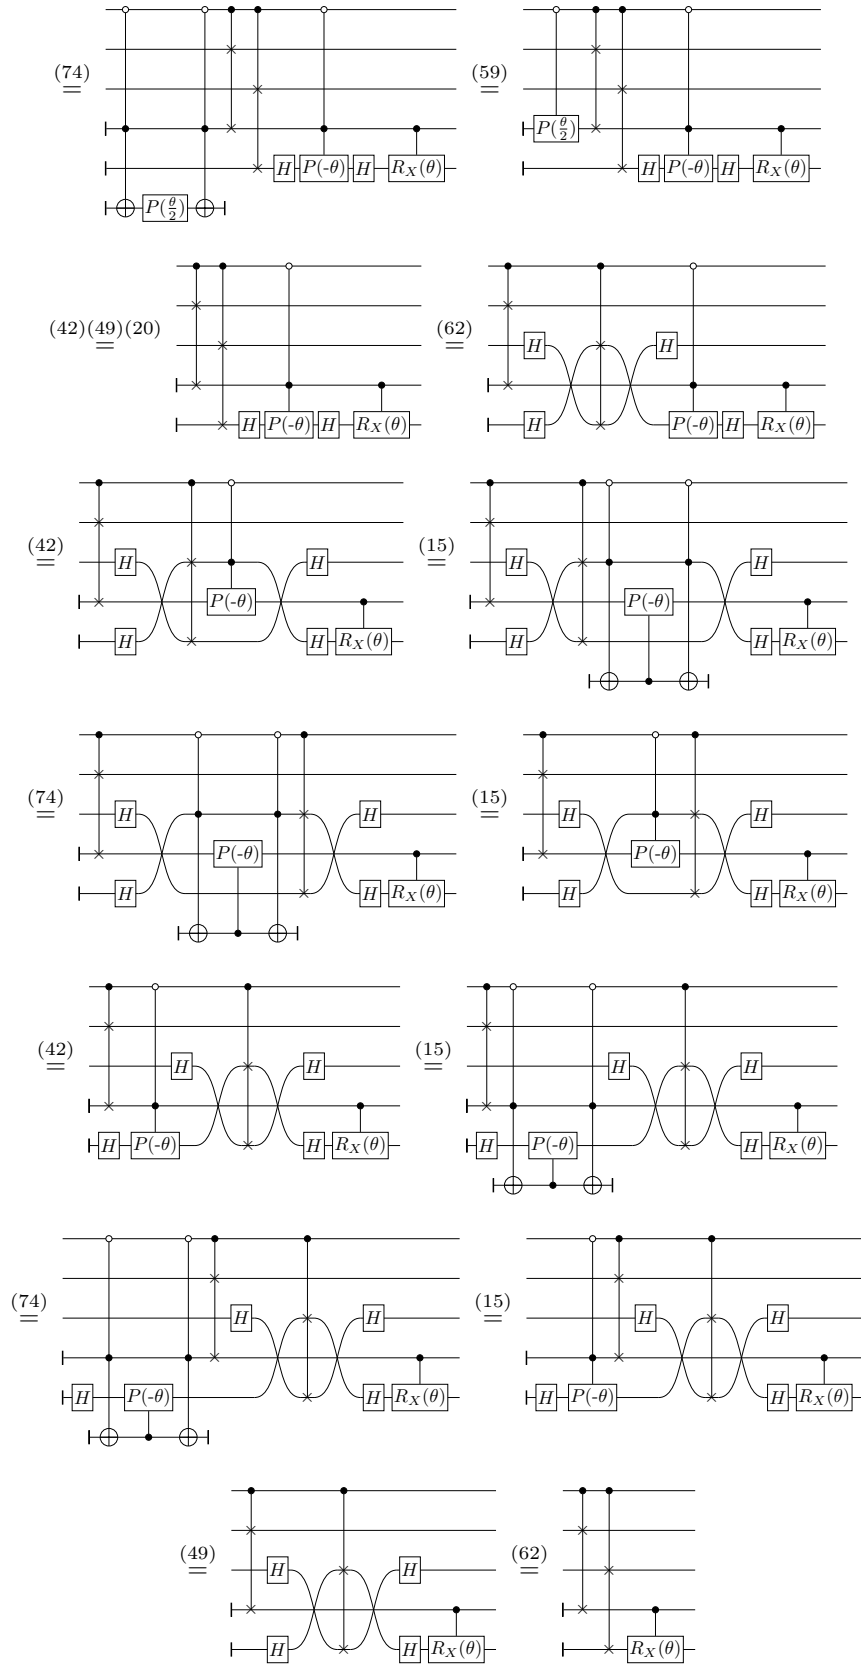 (74) = P(θ/2) H P(-θ) H R_X(θ) (59) = P(θ/2) H P(-θ) H R_X(θ)
(42)(49)(20) = H P(-θ) H R_X(θ) (62) = H H H P(-θ) H R_X(θ)
(42) = H H P(-θ) H H R_X(θ) (15) = H H P(-θ) H H R_X(θ)
(74) = H H P(-θ) H H R_X(θ) (15) = H H P(-θ) H H R_X(θ)
(42) = H P(-θ) H H H R_X(θ) (15) = H P(-θ) H H H R_X(θ)
(74) = H P(-θ) H H H R_X(θ) (15) = H P(-θ) H H H R_X(θ)
(49) = H H H H R_X(θ) (62) = R_X(θ)